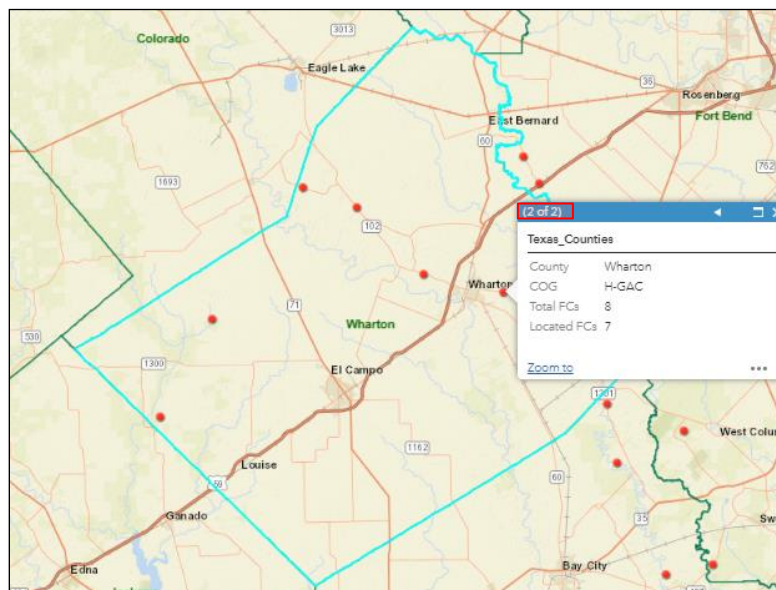 3013
Colorado
Eagle Lake
36
Rosenberg
East Bernard
Fort Bend
60
762
1693
(2 of 2)
102
Texas_Counties
County Wharton
COG H-GAC
Total FCs 8
Located FCs 7
Zoom to
Wharton
71
Wharton
530
1300
El Campo
1301
West Colu
1162
Louise
59
60
Ganado
35
Sw
Edna
Bay City